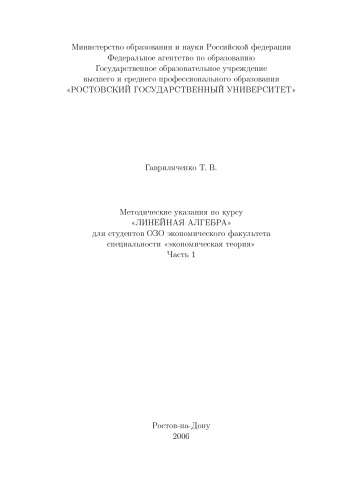 Министерство образования и науки Российской федерации
Федеральное агентство по образованию
Государственное образовательное учреждение
высшего и среднего профессионального образования
«РОСТОВСКИЙ ГОСУДАРСТВЕННЫЙ УНИВЕРСИТЕТ»
Гавриляченко Т. В.
Методические указания по курсу
«ЛИНЕЙНАЯ АЛГЕБРА»
для студентов ОЗО экономического факультета
специальности «экономическая теория»
Часть 1
Ростов-на-Дону
2006